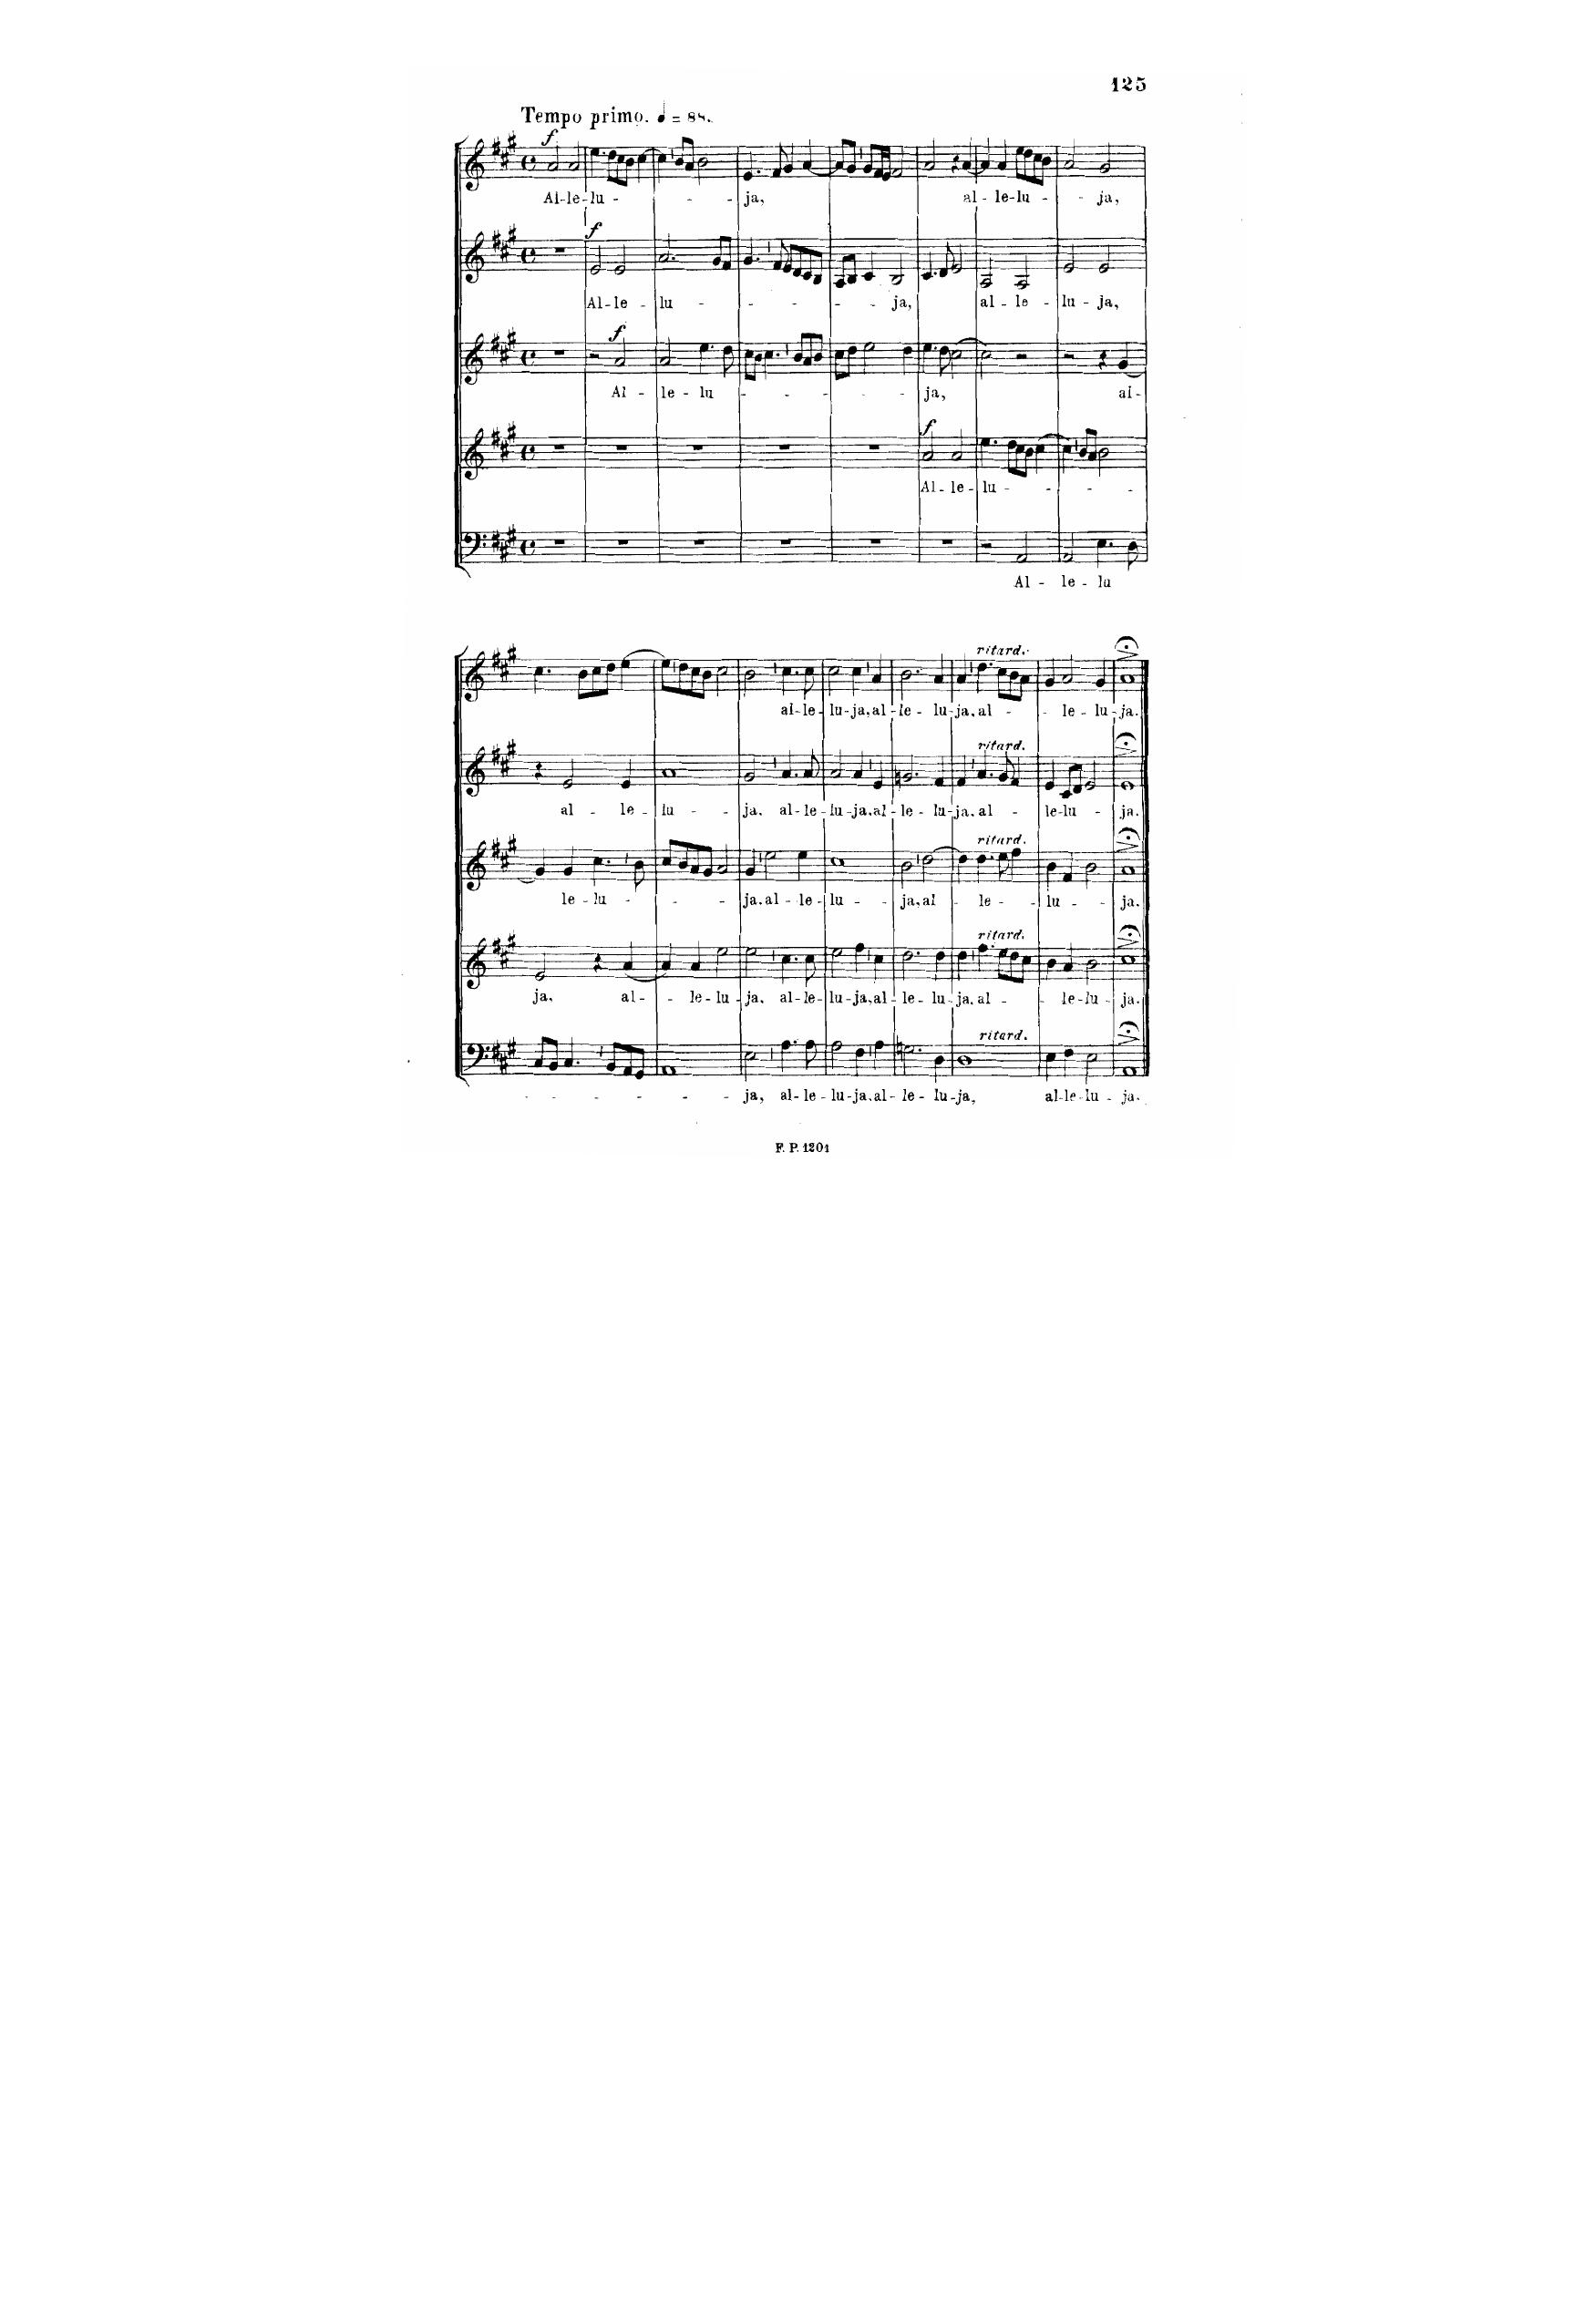 125
Tempo primo. ♩ = 88.
f
Al-le-lu - - - ja, al-le-lu - - ja,
f
Al-le - lu - - - - - - ja, al-le - lu-ja,
f
Al - le-lu - - - - - - ja, al-
f
Al-le-lu - - - -
Al - le-lu
ritard.
al-le-lu-ja, al-le-lu-ja. al - - le-lu-ja.
ritard.
al - le-lu - - ja. al-le-lu-ja. al-le-lu-ja. al - - le-lu - ja.
ritard.
le-lu - - - - ja. al-le-lu - - ja, al - le - - lu - - ja.
ritard.
ja. al - - le-lu-ja. al-le-lu-ja, al-le-lu-ja. al - - le-lu-ja.
ritard.
- - - - - ja, al-le-lu-ja. al-le-lu-ja, al-le-lu-ja.
F. P. 1201